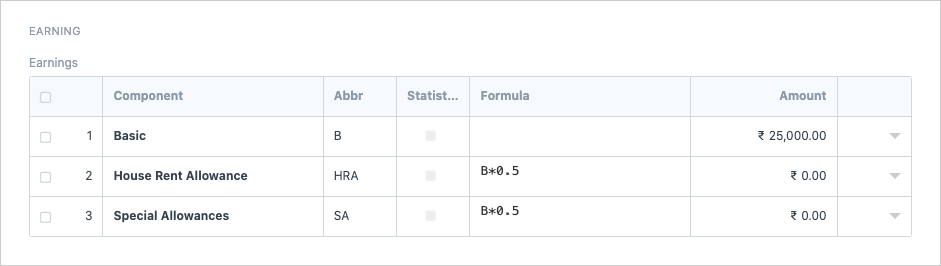 EARNING
Earnings
Component Abbr Statist... Formula Amount
1 Basic B ₹ 25,000.00
2 House Rent Allowance HRA B*0.5 ₹ 0.00
3 Special Allowances SA B*0.5 ₹ 0.00